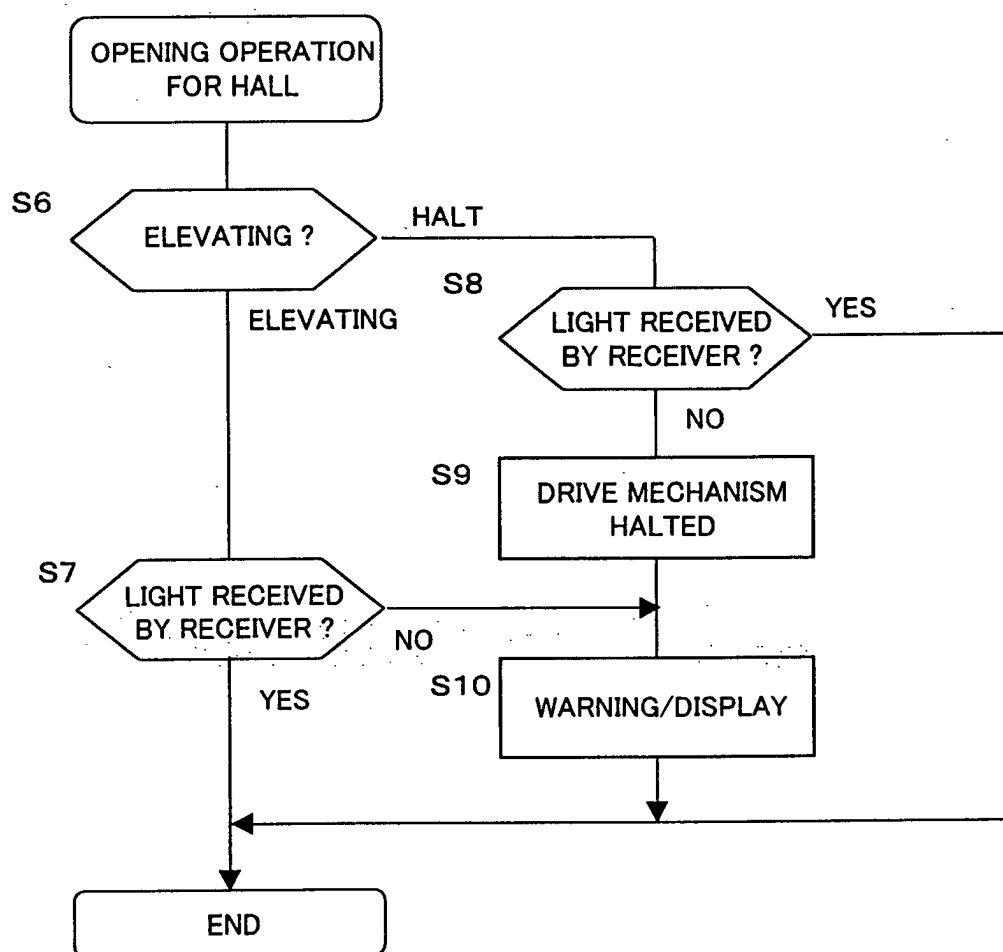 OPENING OPERATION
FOR HALL
S6
ELEVATING ?
HALT
ELEVATING
S8
LIGHT RECEIVED
BY RECEIVER ?
YES
NO
S9
DRIVE MECHANISM
HALTED
S7
LIGHT RECEIVED
BY RECEIVER ?
NO
YES
S10
WARNING/DISPLAY
END